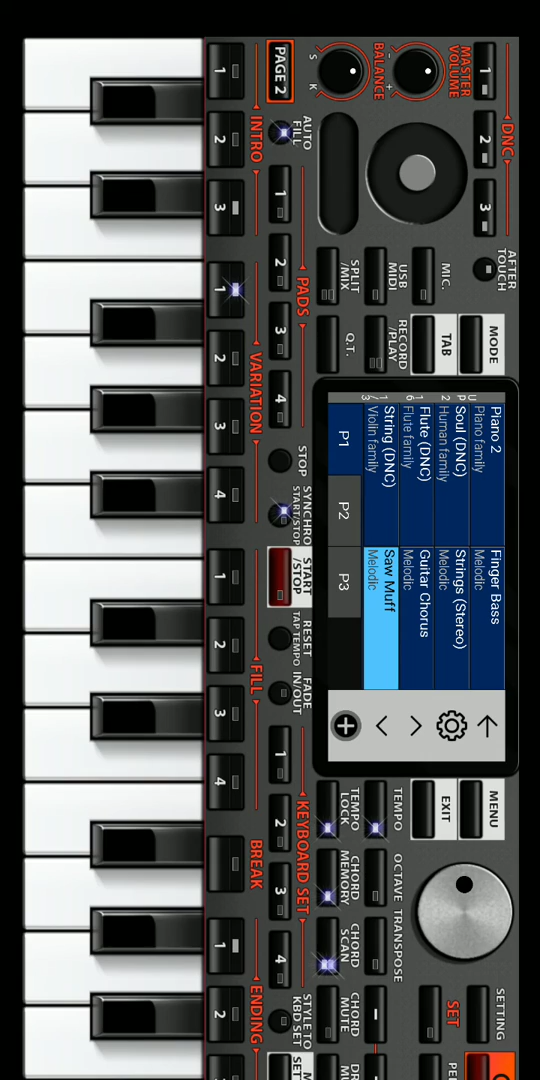 MASTER
VOLUME
BALANCE
S
K
-
+
DNC
1
2
3
AFTER
TOUCH
MIC.
USB
MIDI
SPLIT
/MIX
MODE
TAB
RECORD
/PLAY
Q.T.
Piano 2
Piano family
Finger Bass
Melodic
Soul (DNC)
Human family
Strings (Stereo)
Melodic
Flute (DNC)
Flute family
Guitar Chorus
Melodic
String (DNC)
Violin family
Saw Muff
Melodic
P1
P2
P3
MENU
EXIT
TEMPO
TEMPO
LOCK
OCTAVE
TRANSPOSE
CHORD
MEMORY
CHORD
SCAN
CHORD
MUTE
SETTING
SET
PAGE 2
AUTO
FILL
PADS
1
2
3
4
STOP
SYNCHRO
START/STOP
START
/STOP
RESET
TAP TEMPO
FADE
IN/OUT
KEYBOARD SET
1
2
3
4
STYLE TO
KBD SET
INTRO
1
2
3
VARIATION
1
2
3
4
FILL
1
2
3
4
BREAK
ENDING
1
2